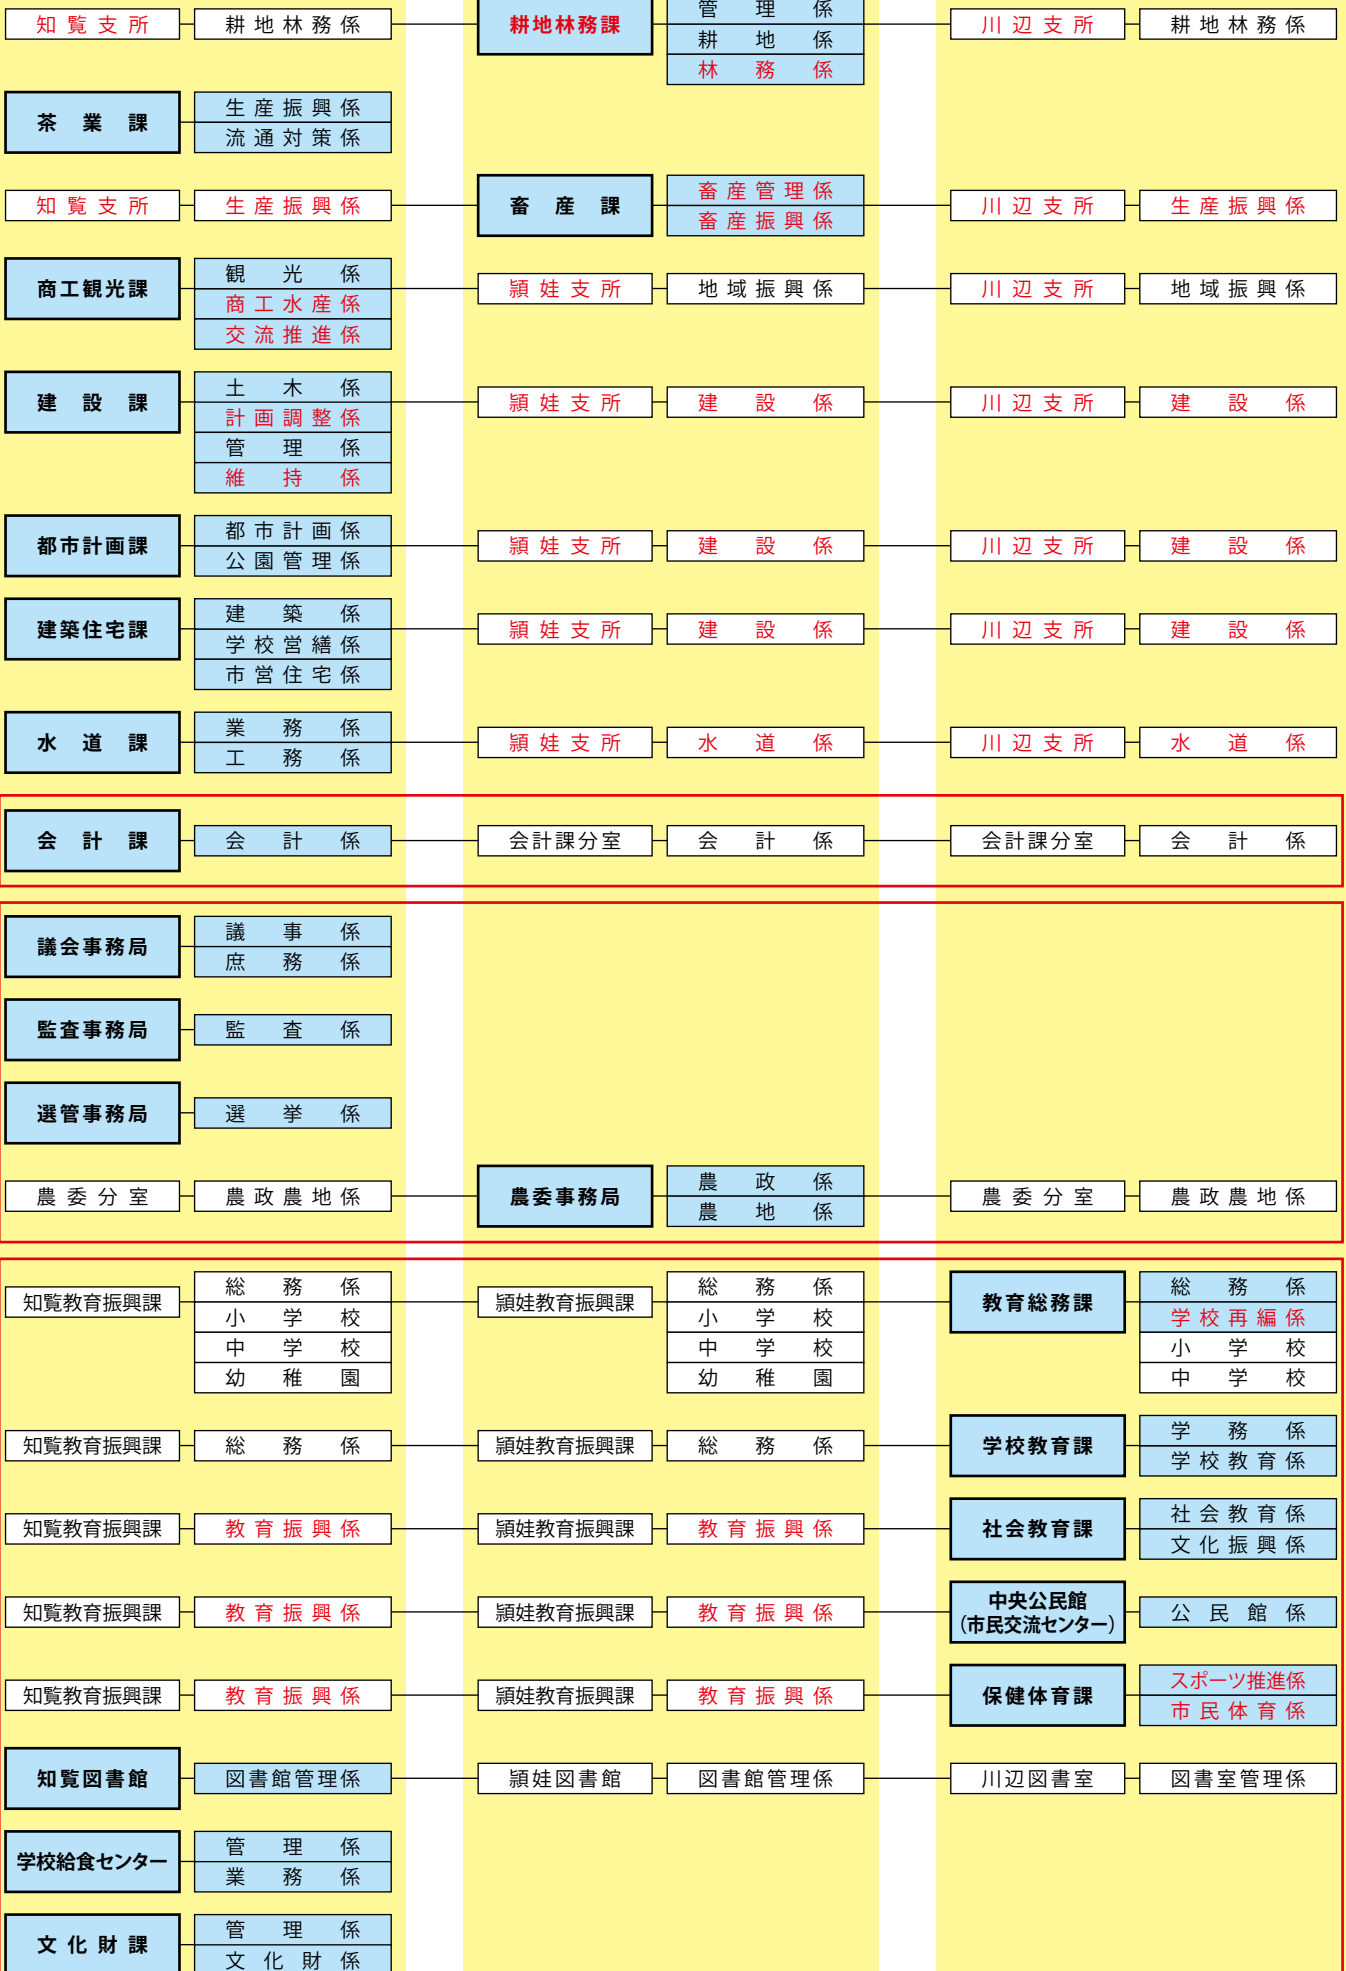 知覧支所 耕地林務係 耕地林務課 管理係 川辺支所 耕地林務係
耕地係
林務係
茶業課 生産振興係
流通対策係
知覧支所 生産振興係 畜産課 畜産管理係 川辺支所 生産振興係
畜産振興係
商工観光課 観光係 頴娃支所 地域振興係 川辺支所 地域振興係
商工水産係
交流推進係
建設課 土木係 頴娃支所 建設係 川辺支所 建設係
計画調整係
管理係
維持係
都市計画課 都市計画係 頴娃支所 建設係 川辺支所 建設係
公園管理係
建築住宅課 建築係 頴娃支所 建設係 川辺支所 建設係
学校営繕係
市営住宅係
水道課 業務係 頴娃支所 水道係 川辺支所 水道係
工務係
会計課 会計係 会計課分室 会計係 会計課分室 会計係
議会事務局 議事係
庶務係
監査事務局 監査係
選管事務局 選挙係
農委分室 農政農地係 農委事務局 農政係 農委分室 農政農地係
農地係
知覧教育振興課 総務係 頴娃教育振興課 総務係 教育総務課 総務係
小学校 小学校 学校再編係
中学校 中学校 小学校
幼稚園 幼稚園 中学校
知覧教育振興課 総務係 頴娃教育振興課 総務係 学校教育課 学務係
学校教育係
知覧教育振興課 教育振興係 頴娃教育振興課 教育振興係 社会教育課 社会教育係
文化振興係
知覧教育振興課 教育振興係 頴娃教育振興課 教育振興係 中央公民館 公民館係
（市民交流センター）
知覧教育振興課 教育振興係 頴娃教育振興課 教育振興係 保健体育課 スポーツ推進係
市民体育係
知覧図書館 図書館管理係 頴娃図書館 図書館管理係 川辺図書室 図書室管理係
学校給食センター 管理係
業務係
文化財課 管理係
文化財係